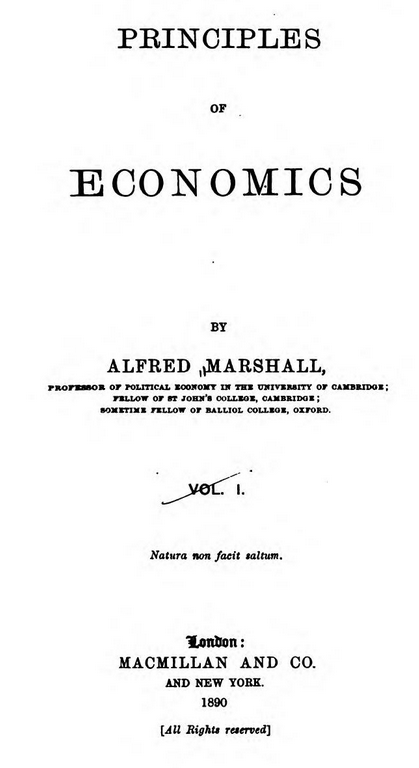 PRINCIPLES
OF
ECONOMICS
BY
ALFRED MARSHALL,
PROFESSOR OF POLITICAL ECONOMY IN THE UNIVERSITY OF CAMBRIDGE;
FELLOW OF ST JOHN'S COLLEGE, CAMBRIDGE;
SOMETIME FELLOW OF BALLIOL COLLEGE, OXFORD.
VOL. I.
Natura non facit saltum.
London:
MACMILLAN AND CO.
AND NEW YORK.
1890
[All Rights reserved]